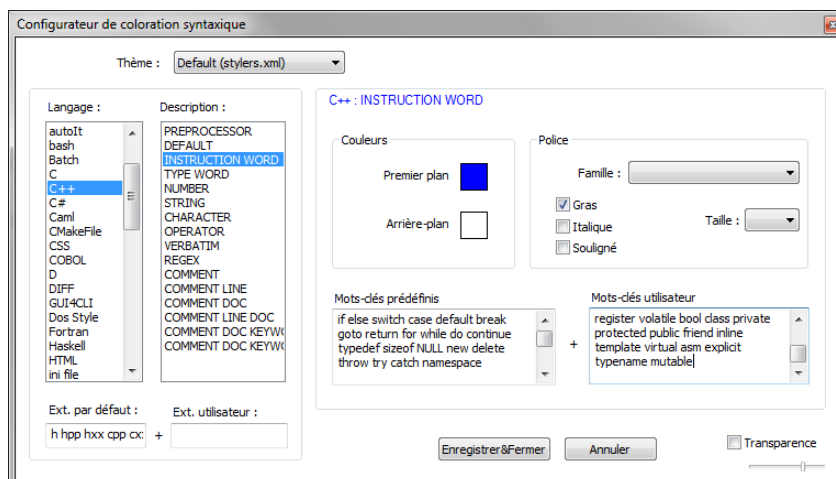 Configurateur de coloration syntaxique
Thème :
Default (stylers.xml)
Langage :
autoIt
bash
Batch
C
C++
C#
Caml
CMakeFile
CSS
COBOL
D
DIFF
GUI4CLI
Dos Style
Fortran
Haskell
HTML
ini file
Description :
PREPROCESSOR
DEFAULT
INSTRUCTION WORD
TYPE WORD
NUMBER
STRING
CHARACTER
OPERATOR
VERBATIM
REGEX
COMMENT
COMMENT LINE
COMMENT DOC
COMMENT LINE DOC
COMMENT DOC KEYW
COMMENT DOC KEYW
Ext. par défaut :
h hpp hxx cpp cx
+
Ext. utilisateur :
C++ : INSTRUCTION WORD
Couleurs
Premier plan
Arrière-plan
Police
Famille :
Gras
Italique
Souligné
Taille :
Mots-clés prédéfinis
if else switch case default break
goto return for while do continue
typedef sizeof NULL new delete
throw try catch namespace
+
Mots-clés utilisateur
register volatile bool class private
protected public friend inline
template virtual asm explicit
typename mutable
Enregistrer&Fermer
Annuler
Transparence